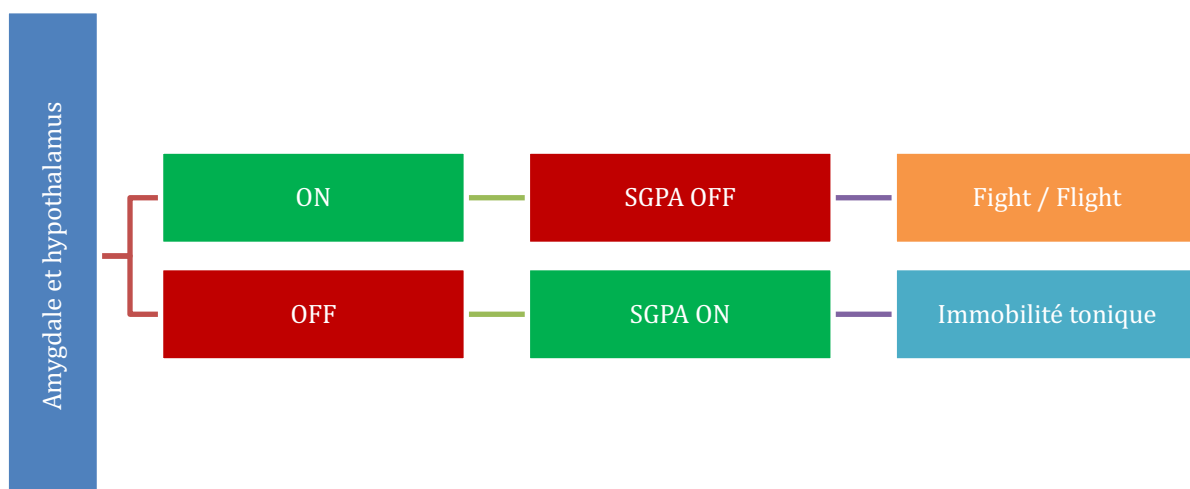 Amygdale et hypothalamus
ON
SGPA OFF
Fight / Flight
OFF
SGPA ON
Immobilité tonique